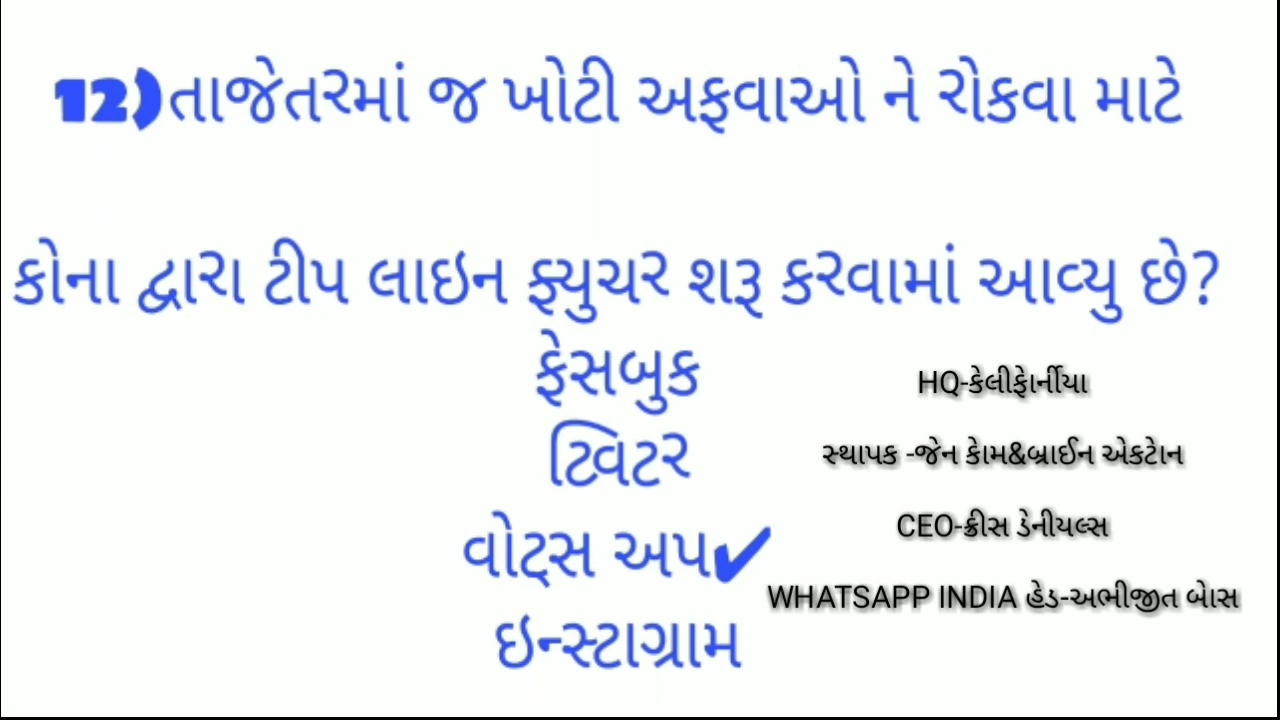 12)તાજેતરમાં જ ખોટી અફવાઓ ને રોકવા માટે
કોના દ્વારા ટીપ લાઇન ફ્યુચર શરૂ કરવામાં આવ્યુ છે?
ફેસબુક
ટ્વિટર
વોટ્સ અપ✔
ઇન્સ્ટાગ્રામ
HQ-કેલીફોર્નીયા
સ્થાપક -જેન કોમ&બ્રાઈન એક્ટોન
CEO-ક્રીસ ડેનીયલ્સ
WHATSAPP INDIA હેડ-અભીજીત બોસ